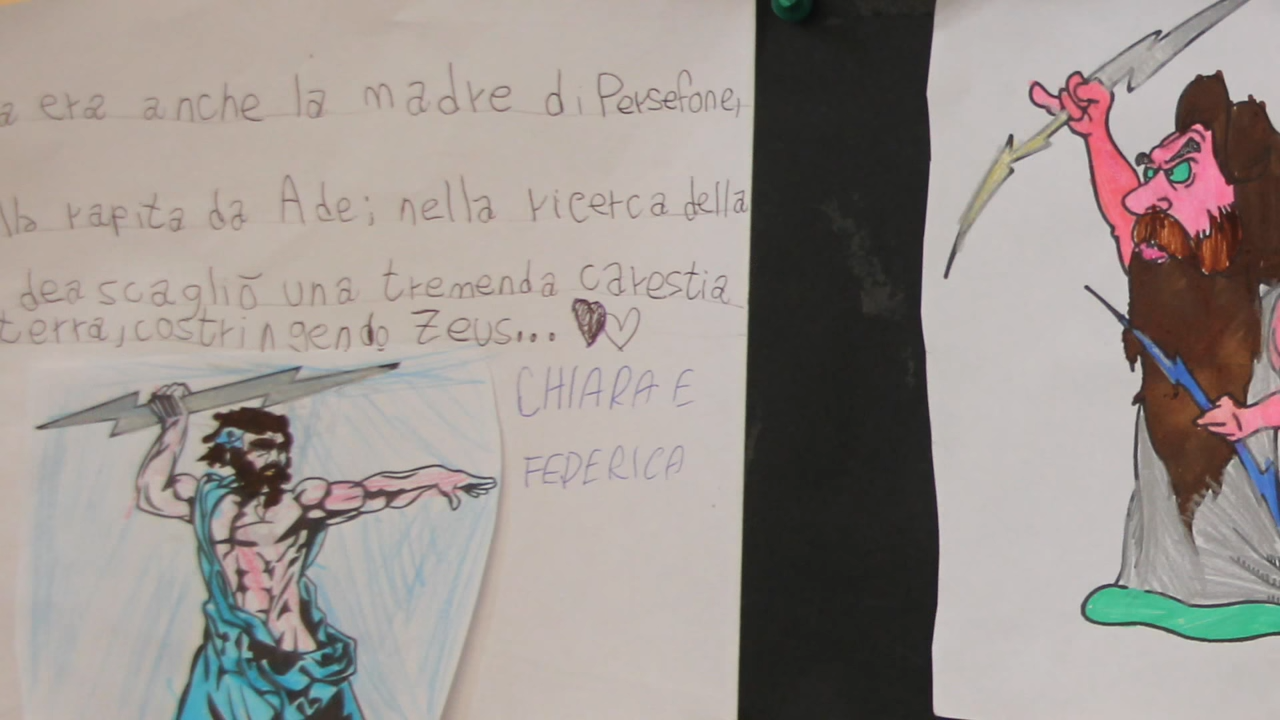 a era anche la madre di Persefone,
rapita da Ade; nella ricerca della
dea scagliò una tremenda carestia
terra, costringendo Zeus...
CHIARA E
FEDERICA